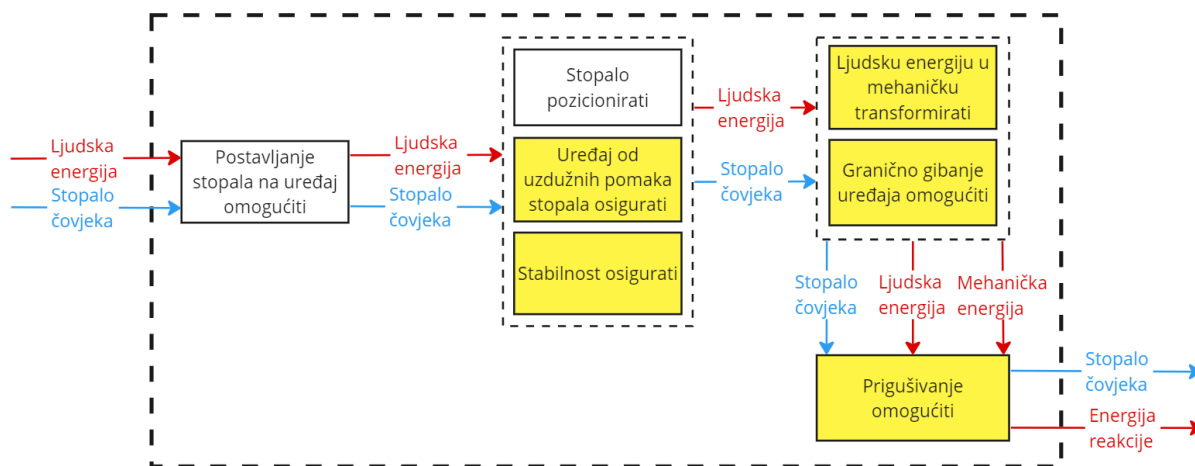 Ljudska
energija
Stopalo
čovjeka
Postavljanje
stopala na uređaj
omogućiti
Ljudska
energija
Stopalo
čovjeka
Stopalo
pozicionirati
Uređaj od
uzdužnih pomaka
stopala osigurati
Stabilnost osigurati
Ljudska
energija
Stopalo
čovjeka
Ljudsku energiju u
mehaničku
transformirati
Granično gibanje
uređaja omogućiti
Stopalo
čovjeka
Ljudska
energija
Mehanička
energija
Prigušivanje
omogućiti
Stopalo
čovjeka
Energija
reakcije